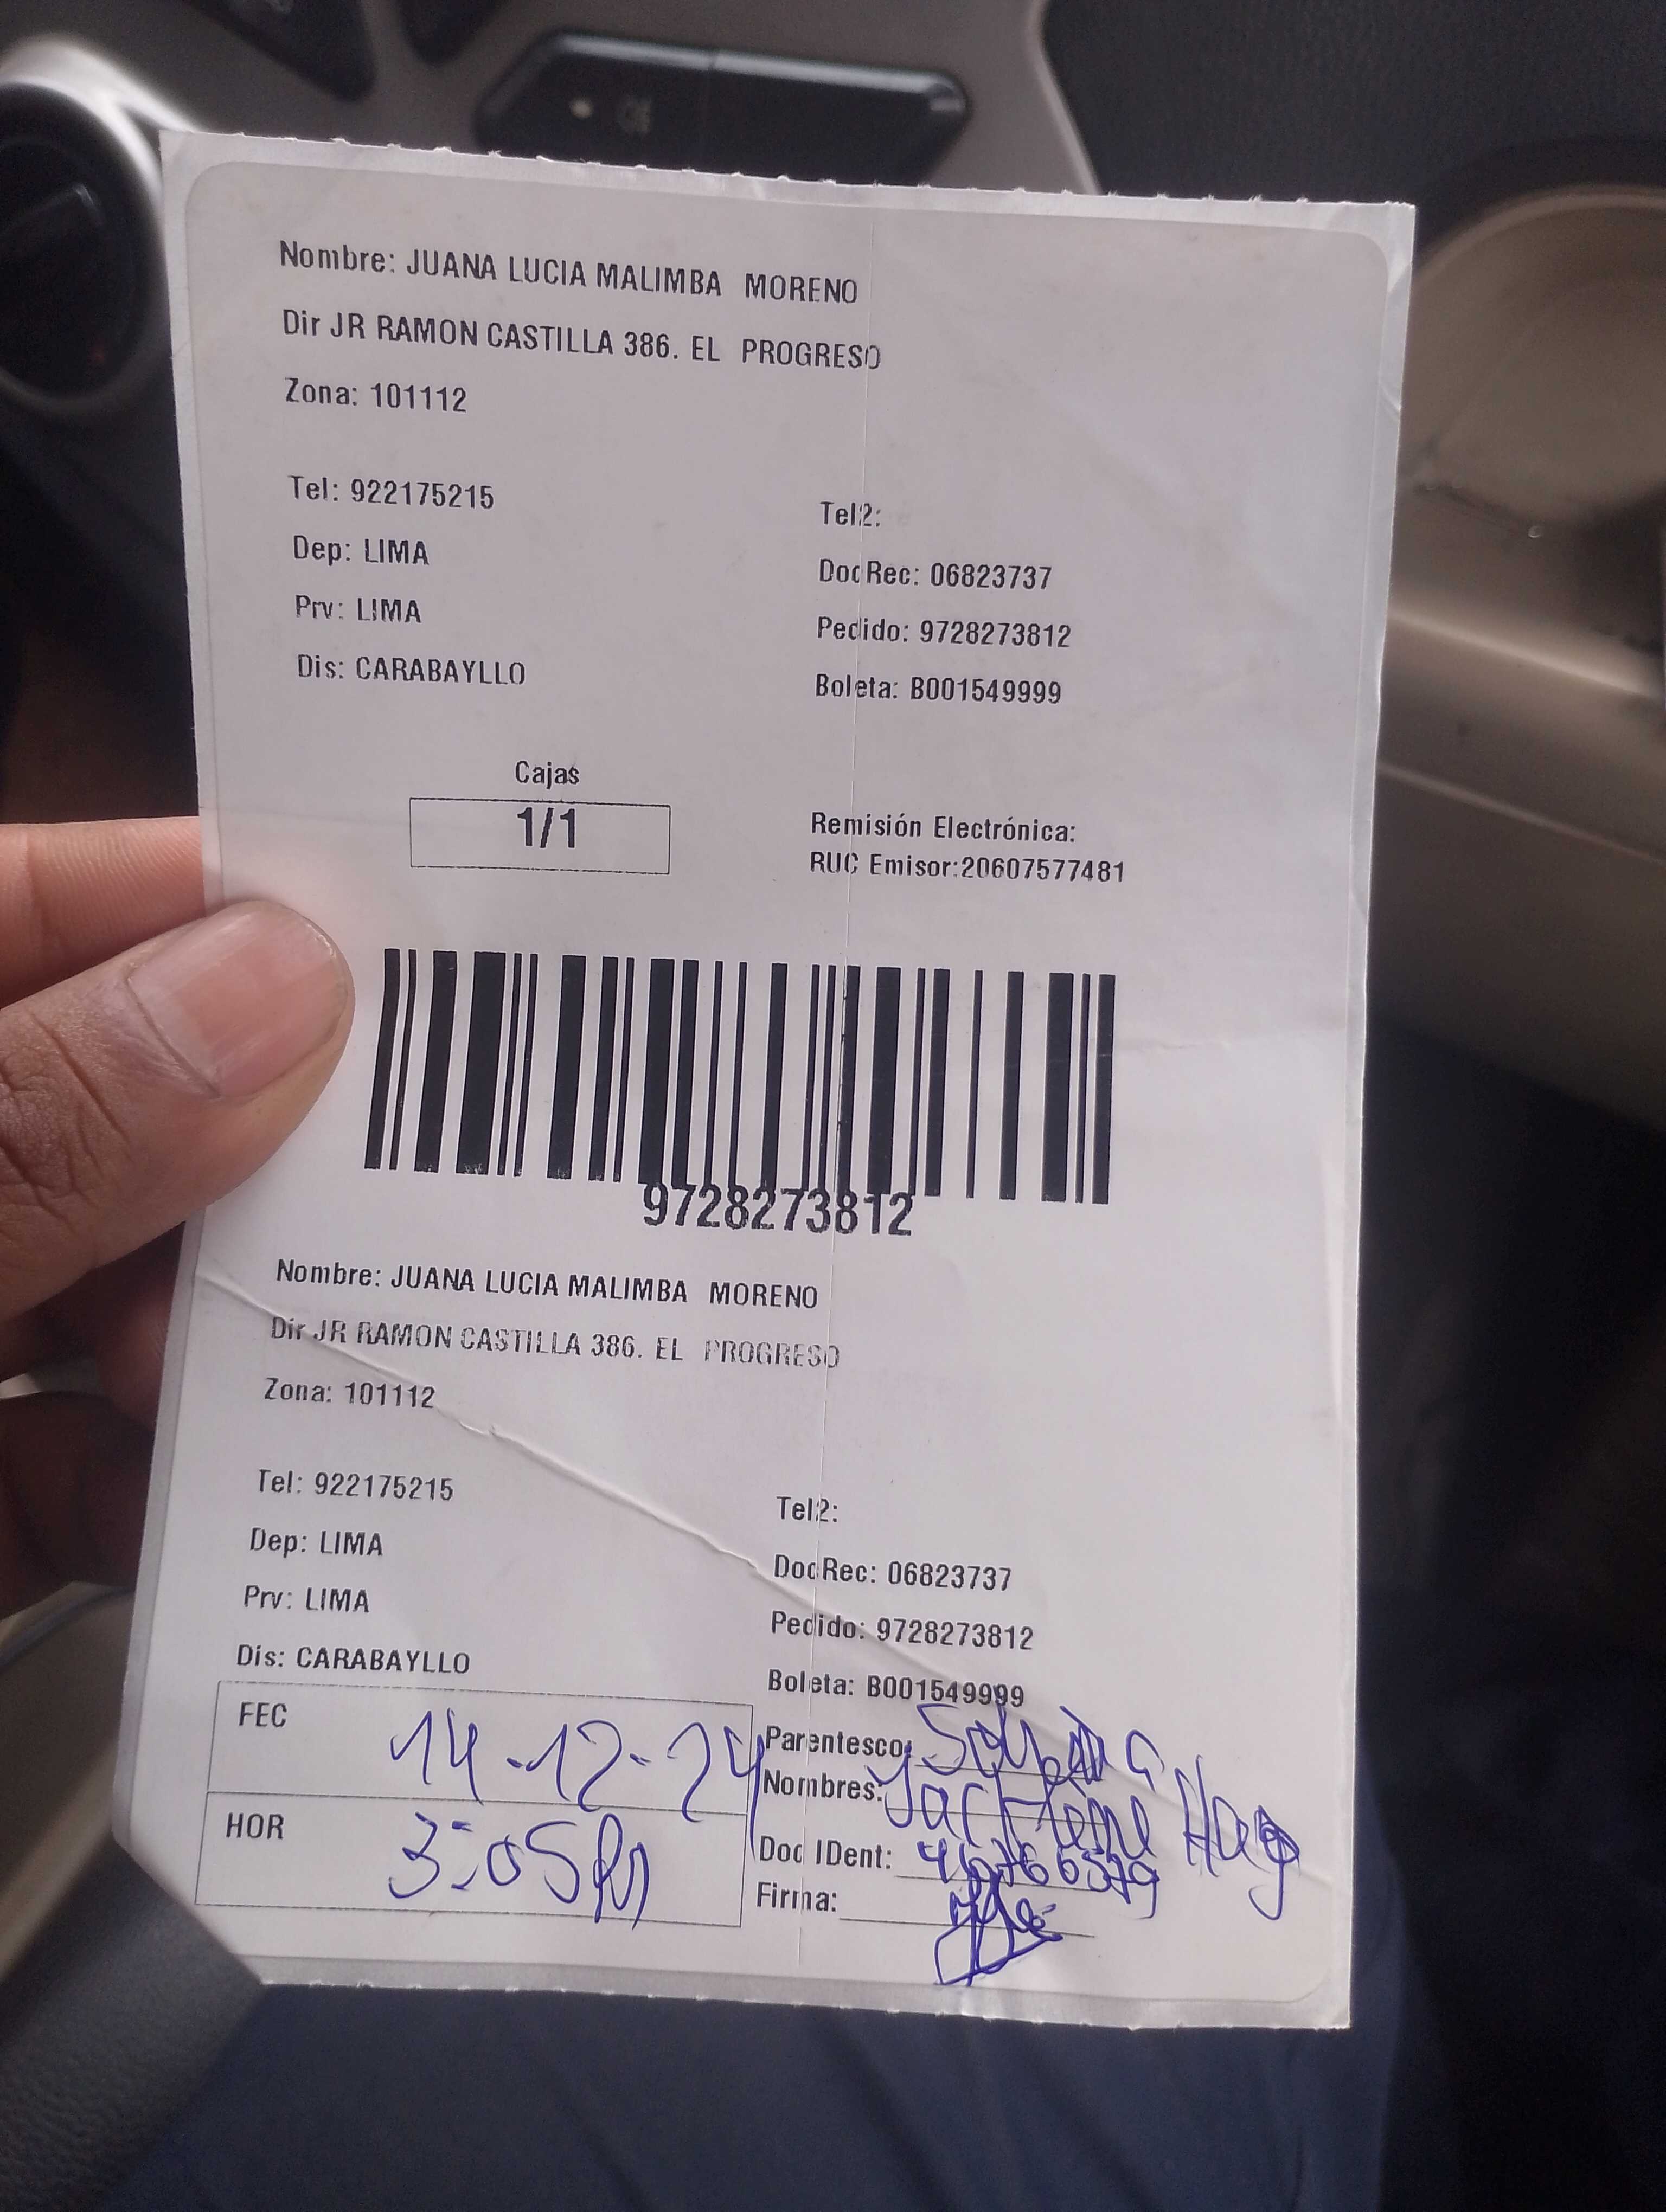 Nombre: JUANA LUCIA MALIMBA MORENO
Dir JR RAMON CASTILLA 386. EL PROGRESO
Zona: 101112
Tel: 922175215
Tel2:
Dep: LIMA
DocRec: 06823737
Prv: LIMA
Pedido: 9728273812
Dis: CARABAYLLO
Boleta: B001549999
Cajas
1/1
Remisión Electrónica:
RUC Emisor:20607577481
9728273812
Nombre: JUANA LUCIA MALIMBA MORENO
Dir JR RAMON CASTILLA 386. EL PROGRESO
Zona: 101112
Tel: 922175215
Tel2:
Dep: LIMA
DocRec: 06823737
Prv: LIMA
Pedido: 9728273812
Dis: CARABAYLLO
Boleta: B001549999
FEC 14-12-24
Parentesco:
Nombres:
HOR 3:05
Doc IDent:
Firma: